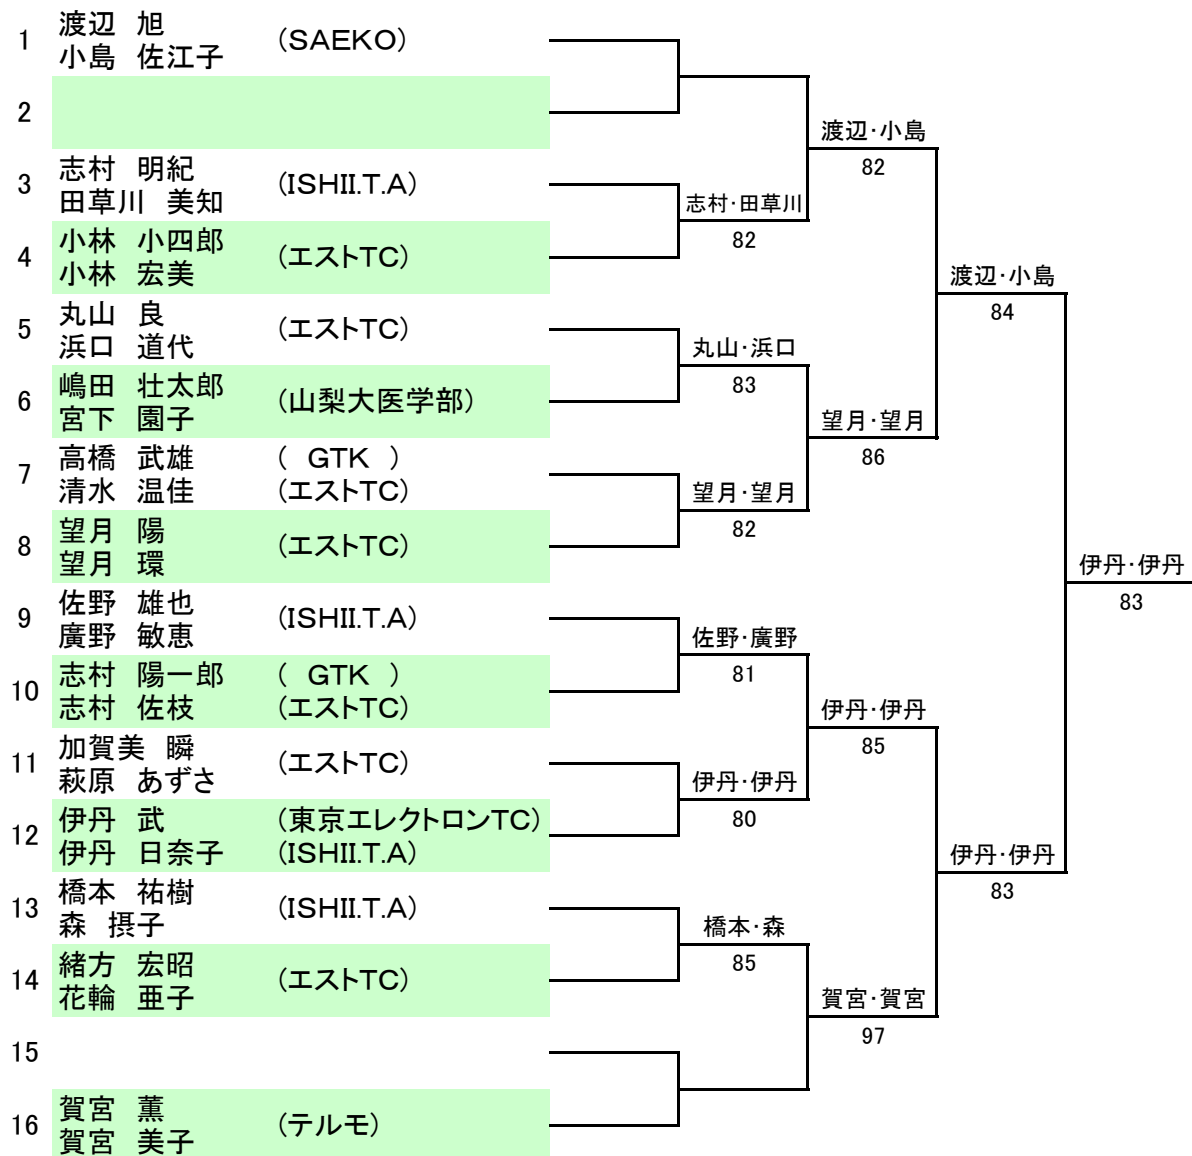 1
渡辺 旭
小島 佐江子
(SAEKO)
2
渡辺・小島
82
3
志村 明紀
田草川 美知
(ISHII.T.A)
志村・田草川
82
4
小林 小四郎
小林 宏美
(エストTC)
渡辺・小島
84
5
丸山 良
浜口 道代
(エストTC)
丸山・浜口
83
6
嶋田 壮太郎
宮下 園子
(山梨大医学部)
望月・望月
86
7
高橋 武雄 ( GTK )
清水 温佳 (エストTC)
望月・望月
82
8
望月 陽
望月 環
(エストTC)
伊丹・伊丹
83
9
佐野 雄也
廣野 敏恵
(ISHII.T.A)
佐野・廣野
81
10
志村 陽一郎 ( GTK )
志村 佐枝 (エストTC)
伊丹・伊丹
85
11
加賀美 瞬
萩原 あずさ
(エストTC)
伊丹・伊丹
80
12
伊丹 武 (東京エレクトロンTC)
伊丹 日奈子 (ISHII.T.A)
伊丹・伊丹
83
13
橋本 祐樹
森 摂子
(ISHII.T.A)
橋本・森
85
14
緒方 宏昭
花輪 亜子
(エストTC)
賀宮・賀宮
97
15
16
賀宮 薫
賀宮 美子
(テルモ)